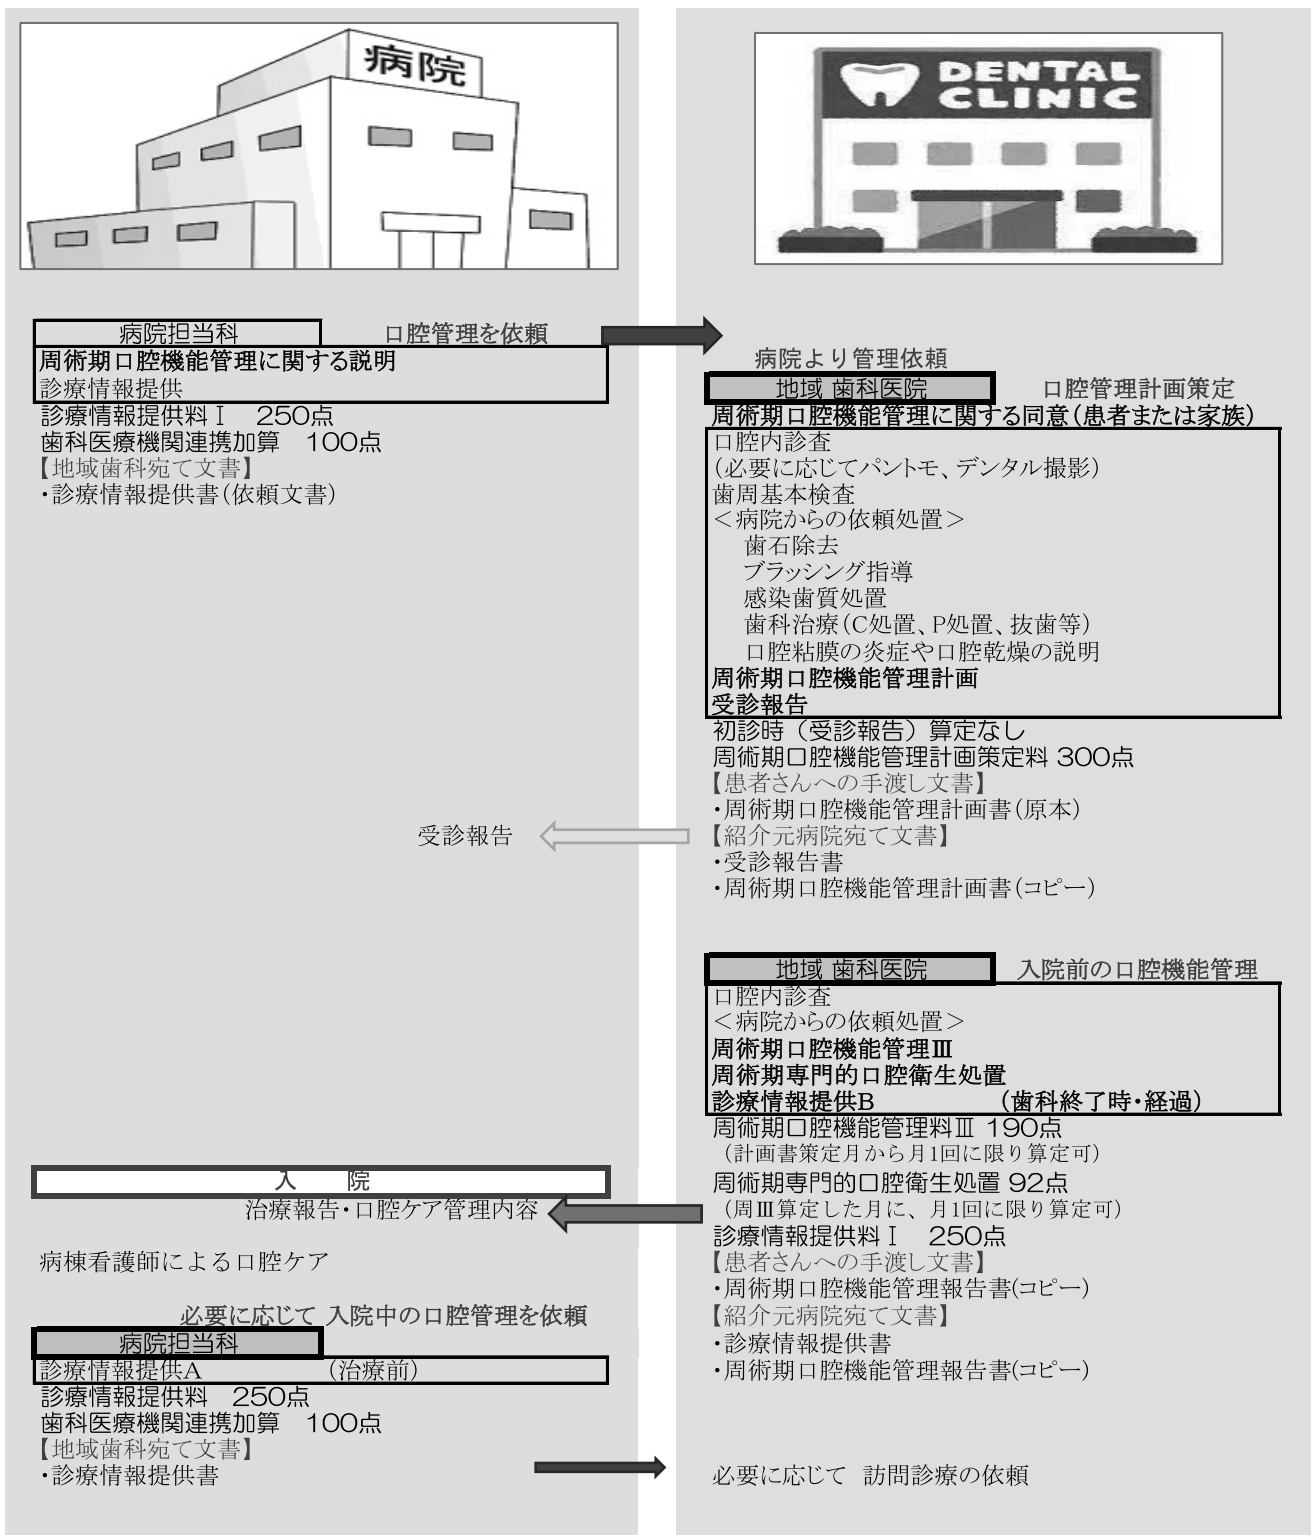 病院
病院担当科
口腔管理を依頼
周術期口腔機能管理に関する説明
診療情報提供
診療情報提供料Ⅰ　250点
歯科医療機関連携加算　100点
【地域歯科宛て文書】
・診療情報提供書（依頼文書）
受診報告
入　　院
治療報告・口腔ケア管理内容
病棟看護師による口腔ケア
必要に応じて 入院中の口腔管理を依頼
病院担当科
診療情報提供A　　　　　（治療前）
診療情報提供料　250点
歯科医療機関連携加算　100点
【地域歯科宛て文書】
・診療情報提供書
DENTAL
CLINIC
病院より管理依頼
地域 歯科医院
口腔管理計画策定
周術期口腔機能管理に関する同意（患者または家族）
口腔内診査
（必要に応じてパントモ、デンタル撮影）
歯周基本検査
＜病院からの依頼処置＞
歯石除去
ブラッシング指導
感染歯質処置
歯科治療（C処置、P処置、抜歯等）
口腔粘膜の炎症や口腔乾燥の説明
周術期口腔機能管理計画
受診報告
初診時（受診報告）算定なし
周術期口腔機能管理計画策定料 300点
【患者さんへの手渡し文書】
・周術期口腔機能管理計画書（原本）
【紹介元病院宛て文書】
・受診報告書
・周術期口腔機能管理計画書（コピー）
地域 歯科医院
入院前の口腔機能管理
口腔内診査
＜病院からの依頼処置＞
周術期口腔機能管理Ⅲ
周術期専門的口腔衛生処置
診療情報提供B　　　　　（歯科終了時・経過）
周術期口腔機能管理料Ⅲ 190点
（計画書策定月から月1回に限り算定可）
周術期専門的口腔衛生処置 92点
（周Ⅲ算定した月に、月1回に限り算定可）
診療情報提供料Ⅰ　250点
【患者さんへの手渡し文書】
・周術期口腔機能管理報告書(コピー）
【紹介元病院宛て文書】
・診療情報提供書
・周術期口腔機能管理報告書（コピー）
必要に応じて　訪問診療の依頼